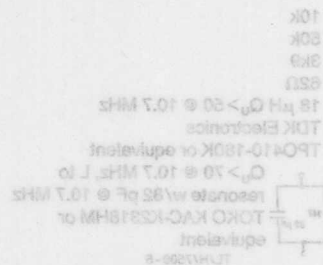 10k
50k
3k9
62Ω
18 μH Qu > 50 @ 10.7 MHz
TDK Electronics
TPO410-180K or equivalent
Qu > 70 @ 10.7 MHz, L to
resonate w/82 pF @ 10.7 MHz
TOKO KAC-K2318HM or
equivalent